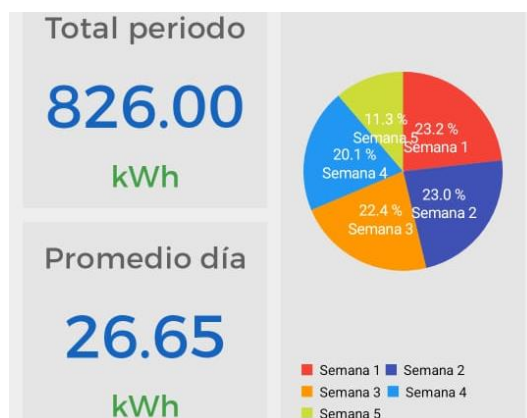 Total periodo
826.00
kWh
Promedio día
26.65
kWh
11.3 %
Semana 5
23.2 %
Semana 1
20.1 %
Semana 4
23.0 %
Semana 2
22.4 %
Semana 3
Semana 1 Semana 2
Semana 3 Semana 4
Semana 5